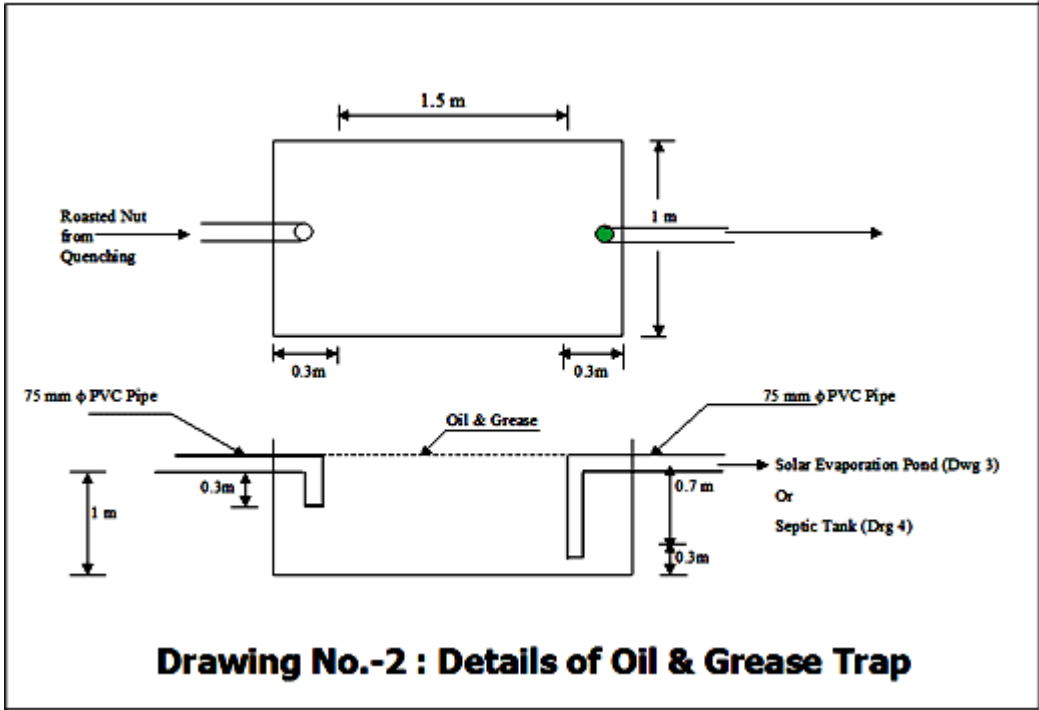 1.5 m
Roasted Nut
from
Quenching
1 m
0.3m
0.3m
75 mm ϕ PVC Pipe
75 mm ϕ PVC Pipe
Oil & Grease
Solar Evaporation Pond (Dwg 3)
0.3m
0.7 m
Or
1 m
Septic Tank (Drg 4)
0.3m
Drawing No.-2 : Details of Oil & Grease Trap